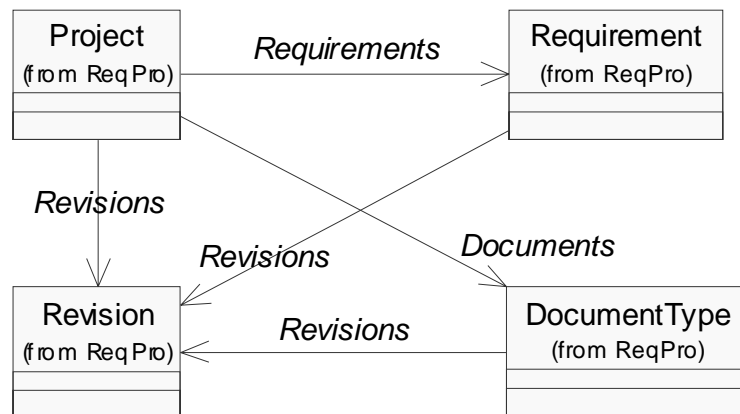 Project
(from ReqPro)
Requirements
Requirement
(from ReqPro)
Revisions
Revisions
Documents
Revision
(from ReqPro)
Revisions
DocumentType
(from ReqPro)